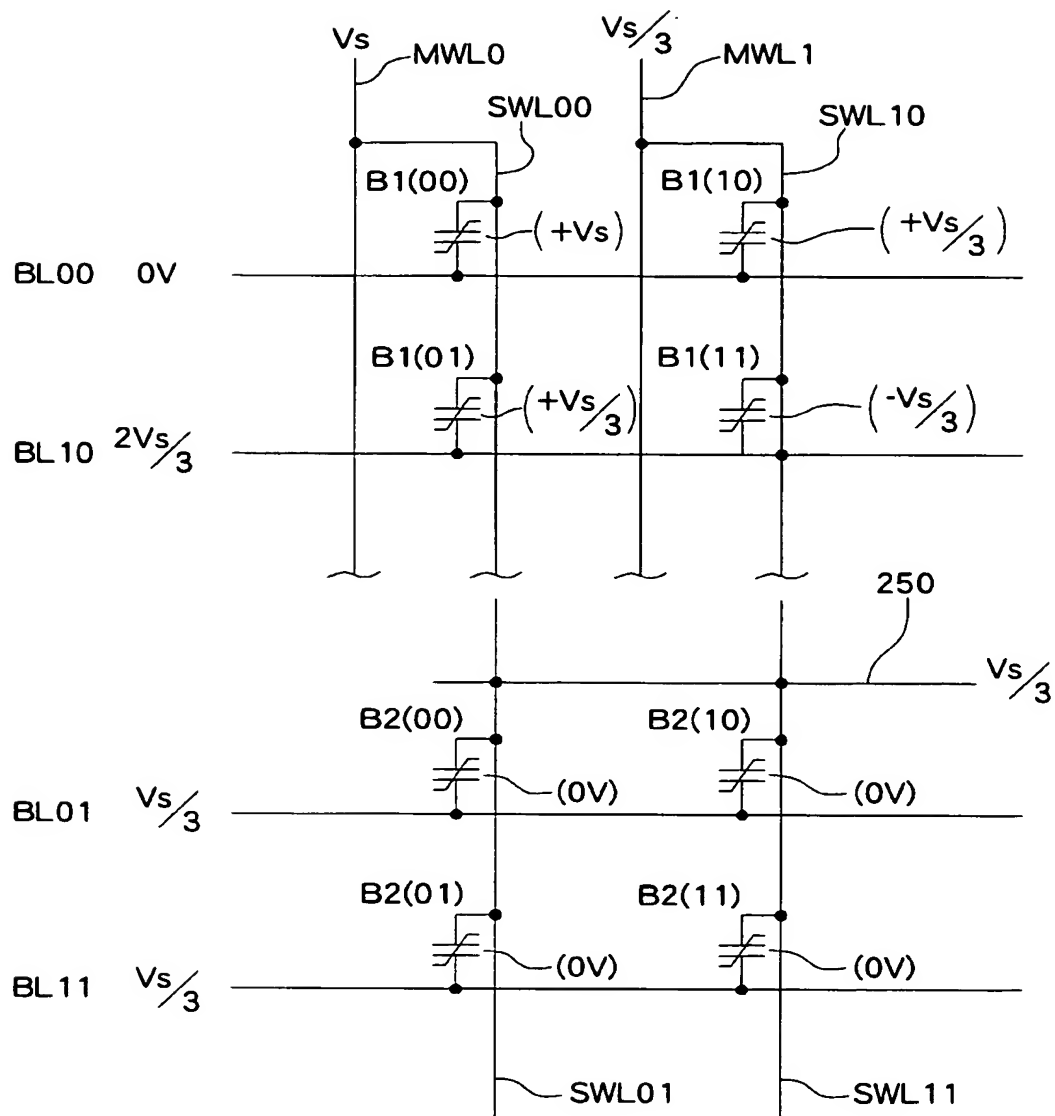 Vs Vs/3
MWL0 MWL1
SWL00 SWL10
B1(00) B1(10)
(+Vs) (+Vs/3)
BL00 0V
B1(01) B1(11)
(+Vs/3) (-Vs/3)
BL10 2Vs/3
250
Vs/3
B2(00) B2(10)
(0V) (0V)
BL01 Vs/3
B2(01) B2(11)
(0V) (0V)
BL11 Vs/3
SWL01 SWL11